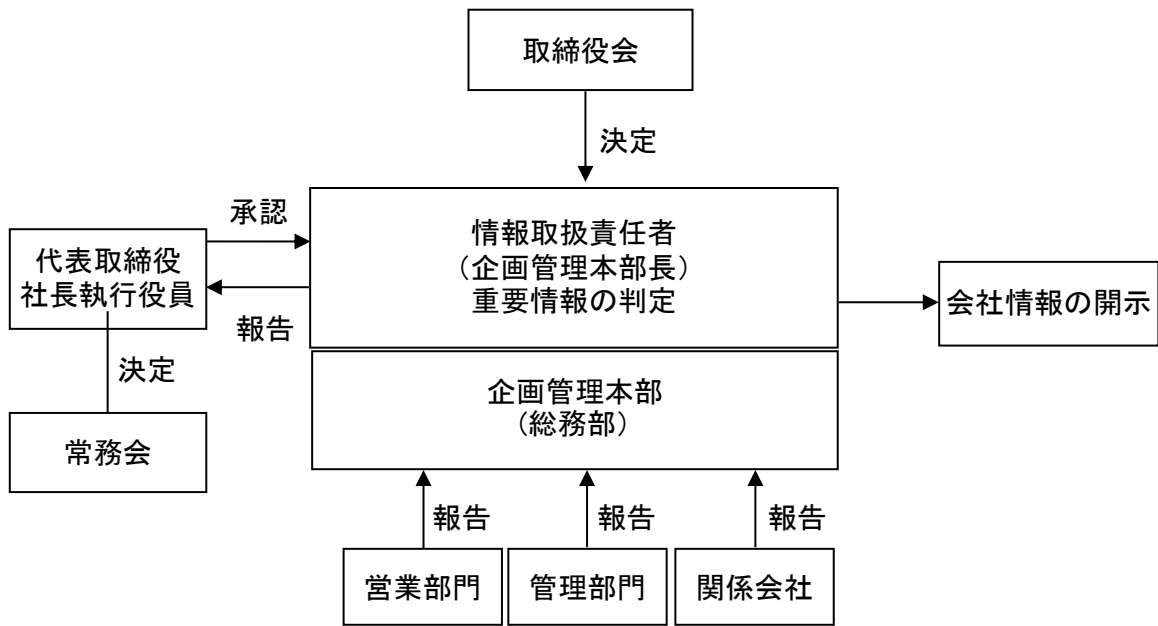 取締役会
決定
承認
代表取締役
社長執行役員
報告
情報取扱責任者
（企画管理本部長）
重要情報の判定
会社情報の開示
決定
常務会
企画管理本部
（総務部）
報告
報告
報告
営業部門
管理部門
関係会社